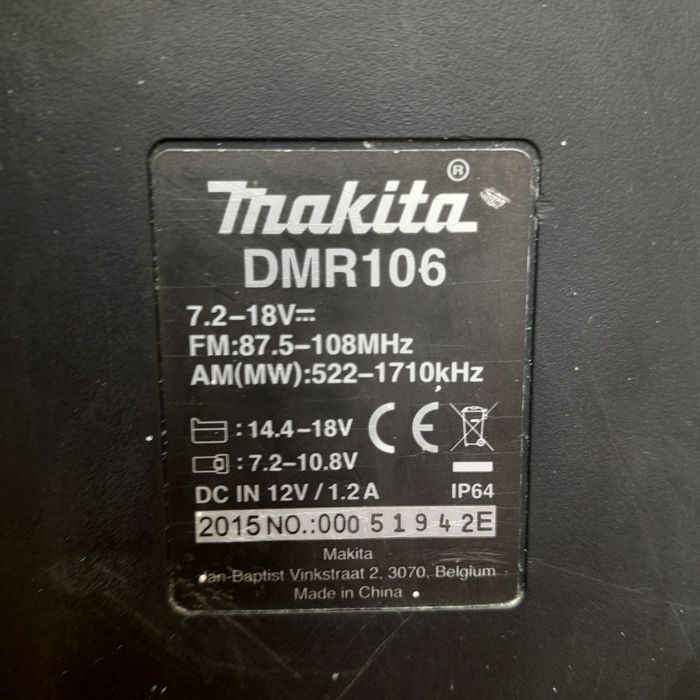 makita®
DMR106
7.2–18V⎓
FM:87.5–108MHz
AM(MW):522–1710kHz
: 14.4–18V CE
: 7.2–10.8V
DC IN 12V / 1.2 A IP64
2015 NO.:000 5 1 9 4 2E
Makita
Jan-Baptist Vinkstraat 2, 3070, Belgium
Made in China